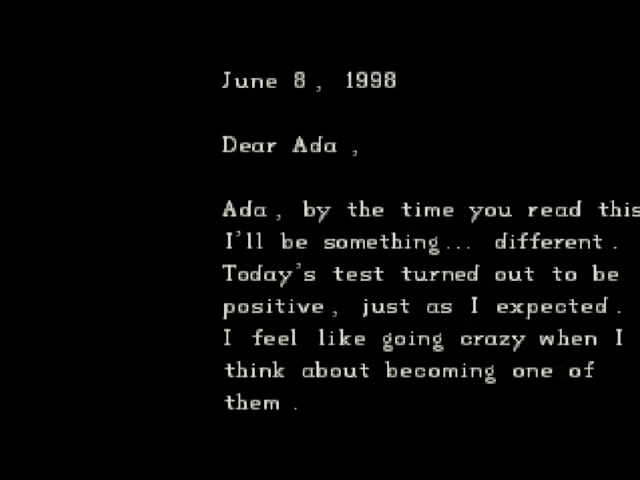 June 8, 1998
Dear Ada,
Ada, by the time you read this
I'll be something... different.
Today's test turned out to be
positive, just as I expected.
I feel like going crazy when I
think about becoming one of
them.